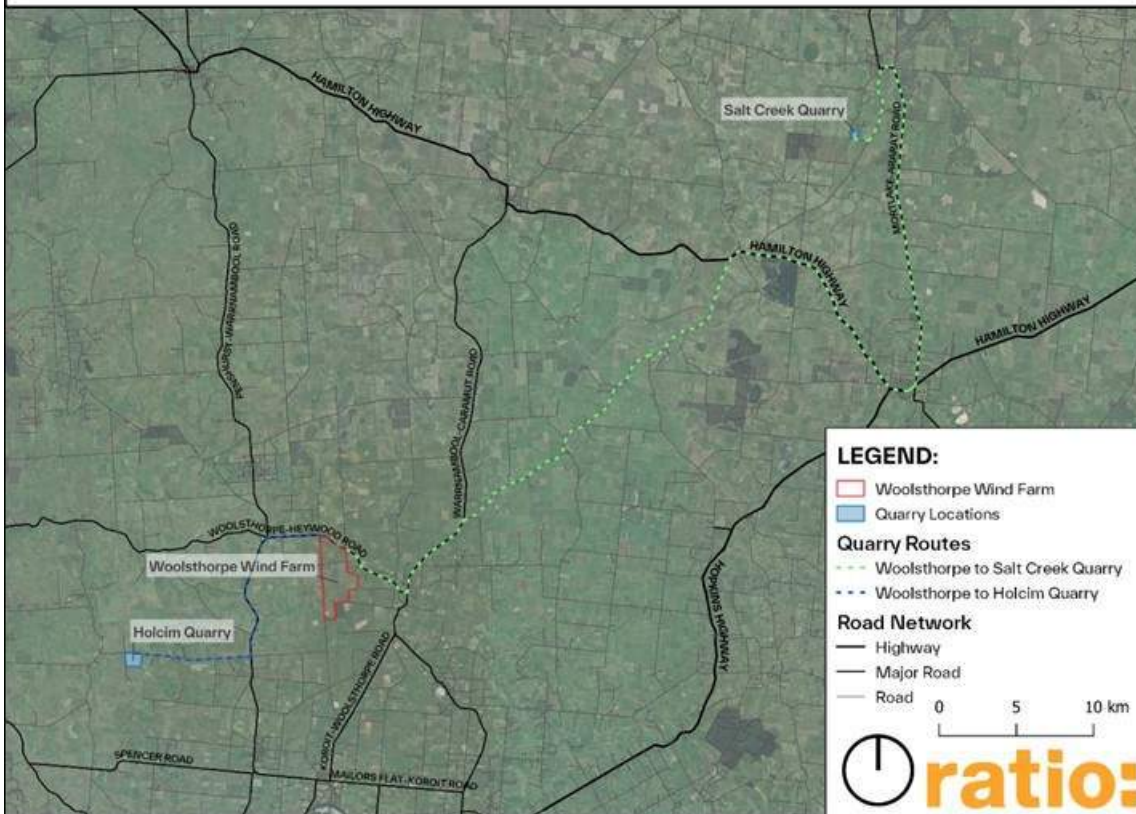 HAMILTON HIGHWAY
Salt Creek Quarry
MORTLAKE-ARARAT ROAD
PENSHURST-WARRNAMBOOL ROAD
HAMILTON HIGHWAY
WARRNAMBOOL-CARAMUT ROAD
HAMILTON HIGHWAY
WOOLSTHORPE-HEYWOOD ROAD
Woolsthorpe Wind Farm
HOPKINS HIGHWAY
Holcim Quarry
KOROIT-WOOLSTHORPE ROAD
SPENCER ROAD
MAILORS FLAT-KOROIT ROAD
LEGEND:
Woolsthorpe Wind Farm
Quarry Locations
Quarry Routes
Woolsthorpe to Salt Creek Quarry
Woolsthorpe to Holcim Quarry
Road Network
Highway
Major Road
Road
0 5 10 km
ratio: